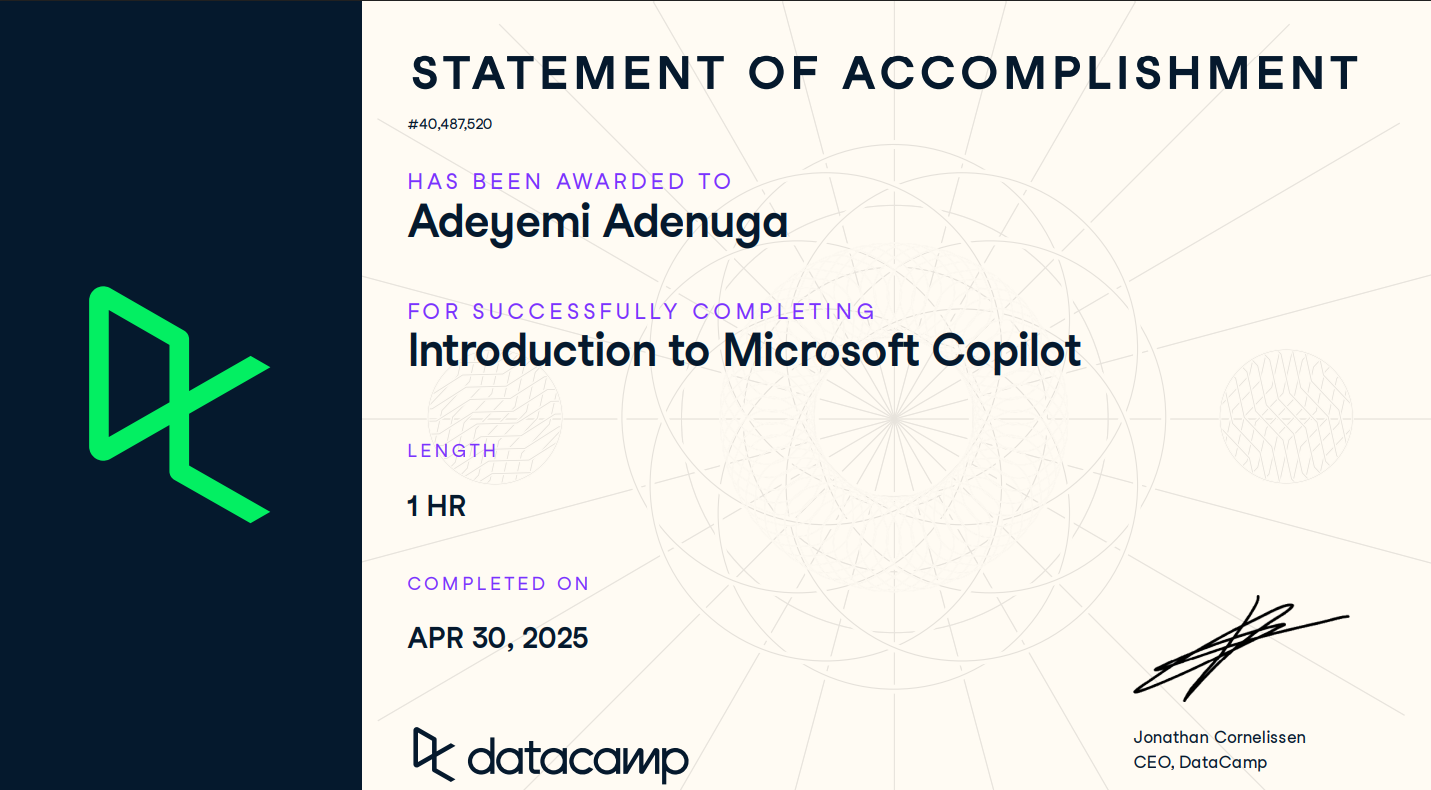 STATEMENT OF ACCOMPLISHMENT
#40,487,520
HAS BEEN AWARDED TO
Adeyemi Adenuga
FOR SUCCESSFULLY COMPLETING
Introduction to Microsoft Copilot
LENGTH
1 HR
COMPLETED ON
APR 30, 2025
datacamp
Jonathan Cornelissen
CEO, DataCamp